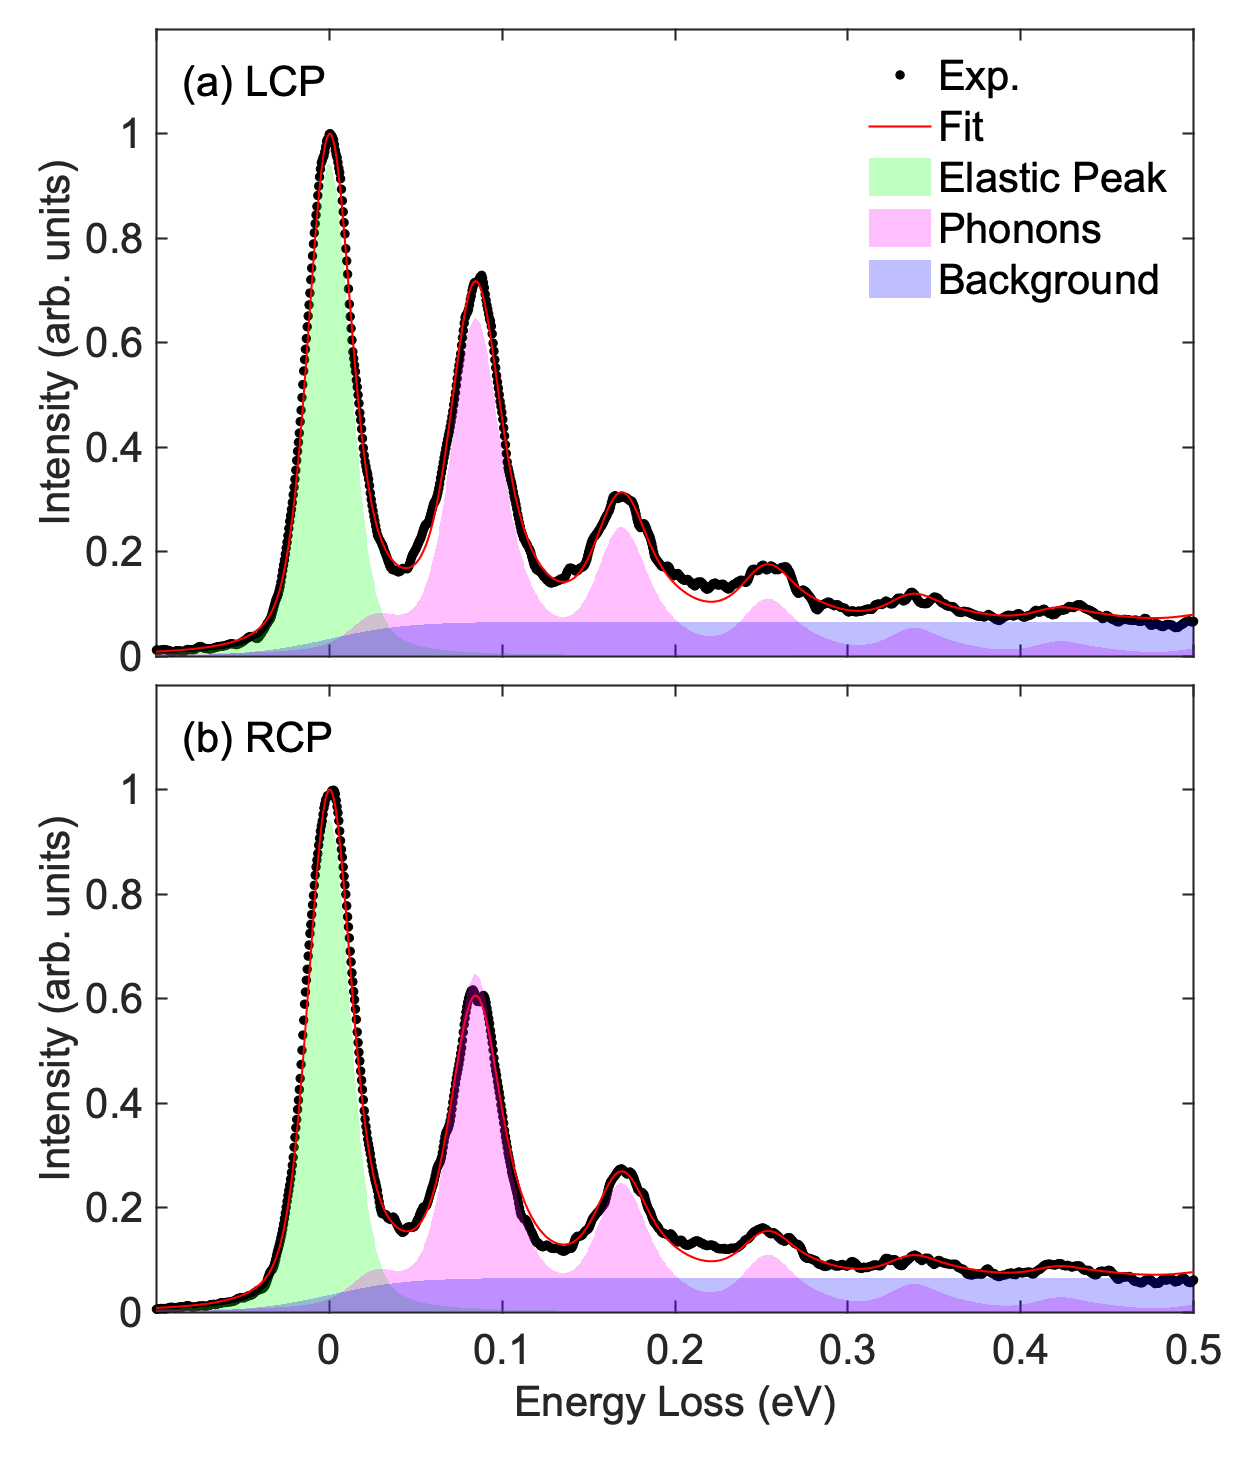 (a) LCP
Exp.
Fit
Elastic Peak
Phonons
Background
Intensity (arb. units)
1
0.8
0.6
0.4
0.2
0
(b) RCP
Intensity (arb. units)
1
0.8
0.6
0.4
0.2
0
0 0.1 0.2 0.3 0.4 0.5
Energy Loss (eV)